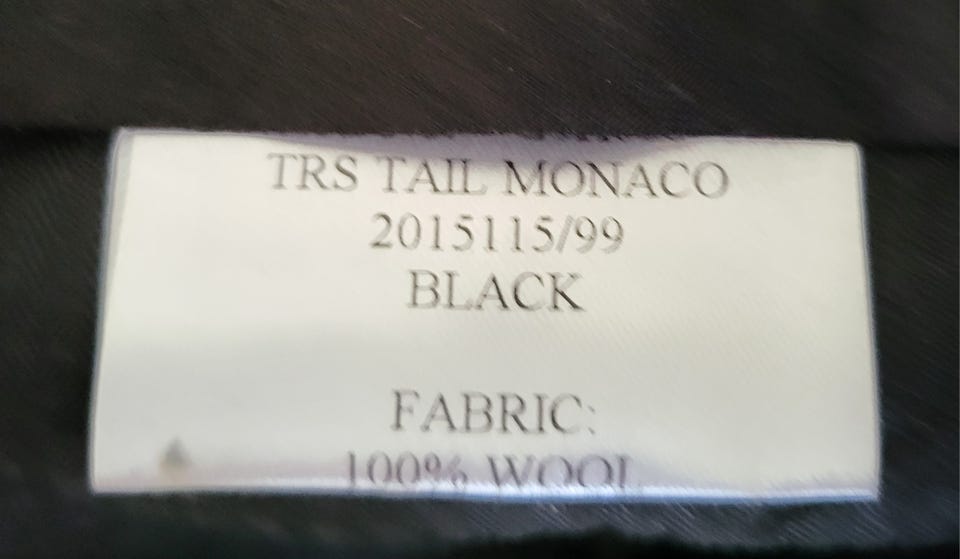 TRS TAIL MONACO
2015115/99
BLACK
FABRIC:
100% WOOL